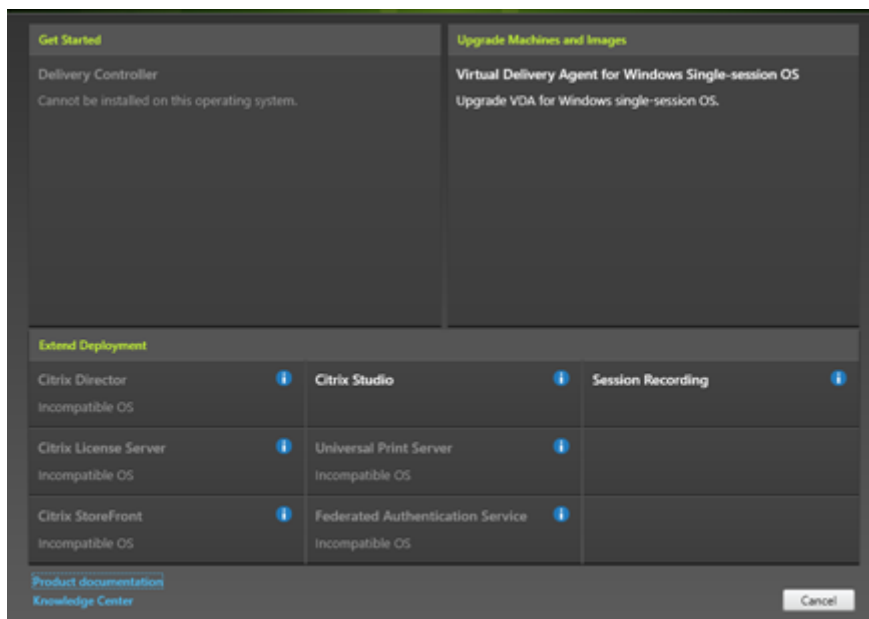 Get Started
Upgrade Machines and Images
Delivery Controller
Cannot be installed on this operating system.
Virtual Delivery Agent for Windows Single-session OS
Upgrade VDA for Windows single-session OS.
Extend Deployment
Citrix Director
Incompatible OS
Citrix Studio
Session Recording
Citrix License Server
Incompatible OS
Universal Print Server
Incompatible OS
Citrix StoreFront
Incompatible OS
Federated Authentication Service
Incompatible OS
Product documentation
Knowledge Center
Cancel